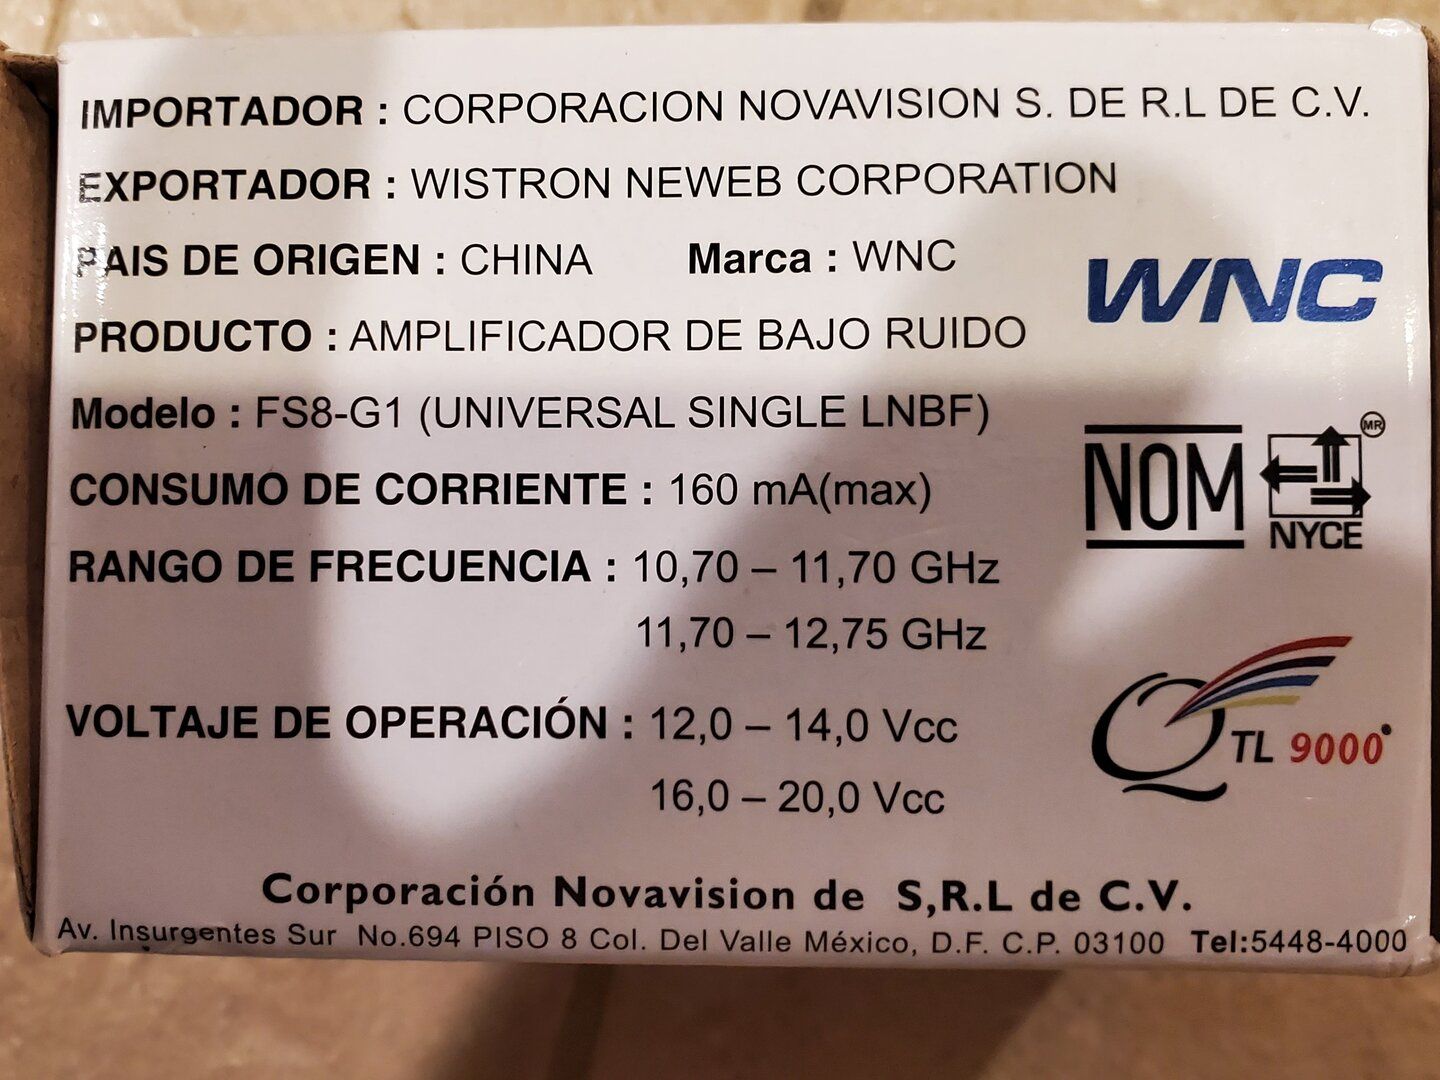 IMPORTADOR : CORPORACION NOVAVISION S. DE R.L DE C.V.
EXPORTADOR : WISTRON NEWEB CORPORATION
PAIS DE ORIGEN : CHINA Marca : WNC
WNC
PRODUCTO : AMPLIFICADOR DE BAJO RUIDO
Modelo : FS8-G1 (UNIVERSAL SINGLE LNBF)
MR
NOM
NYCE
CONSUMO DE CORRIENTE : 160 mA(max)
RANGO DE FRECUENCIA : 10,70 – 11,70 GHz
11,70 – 12,75 GHz
VOLTAJE DE OPERACIÓN : 12,0 – 14,0 Vcc
QTL 9000
16,0 – 20,0 Vcc
Corporación Novavision de S,R.L de C.V.
Av. Insurgentes Sur No.694 PISO 8 Col. Del Valle México, D.F. C.P. 03100 Tel:5448-4000